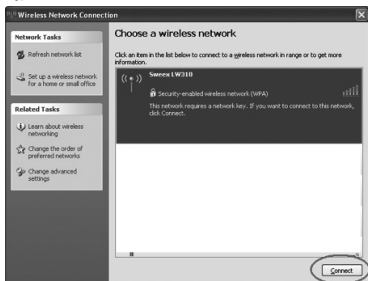 Wireless Network Connection
Network Tasks
Refresh network list
Set up a wireless network
for a home or small office
Related Tasks
Learn about wireless
networking
Change the order of
preferred networks
Change advanced
settings
Choose a wireless network
Click an item in the list below to connect to a wireless network in range or to get more
information.
Sweex LW310
Security-enabled wireless network (WPA)
This network requires a network key. If you want to connect to this network,
click Connect.
Connect